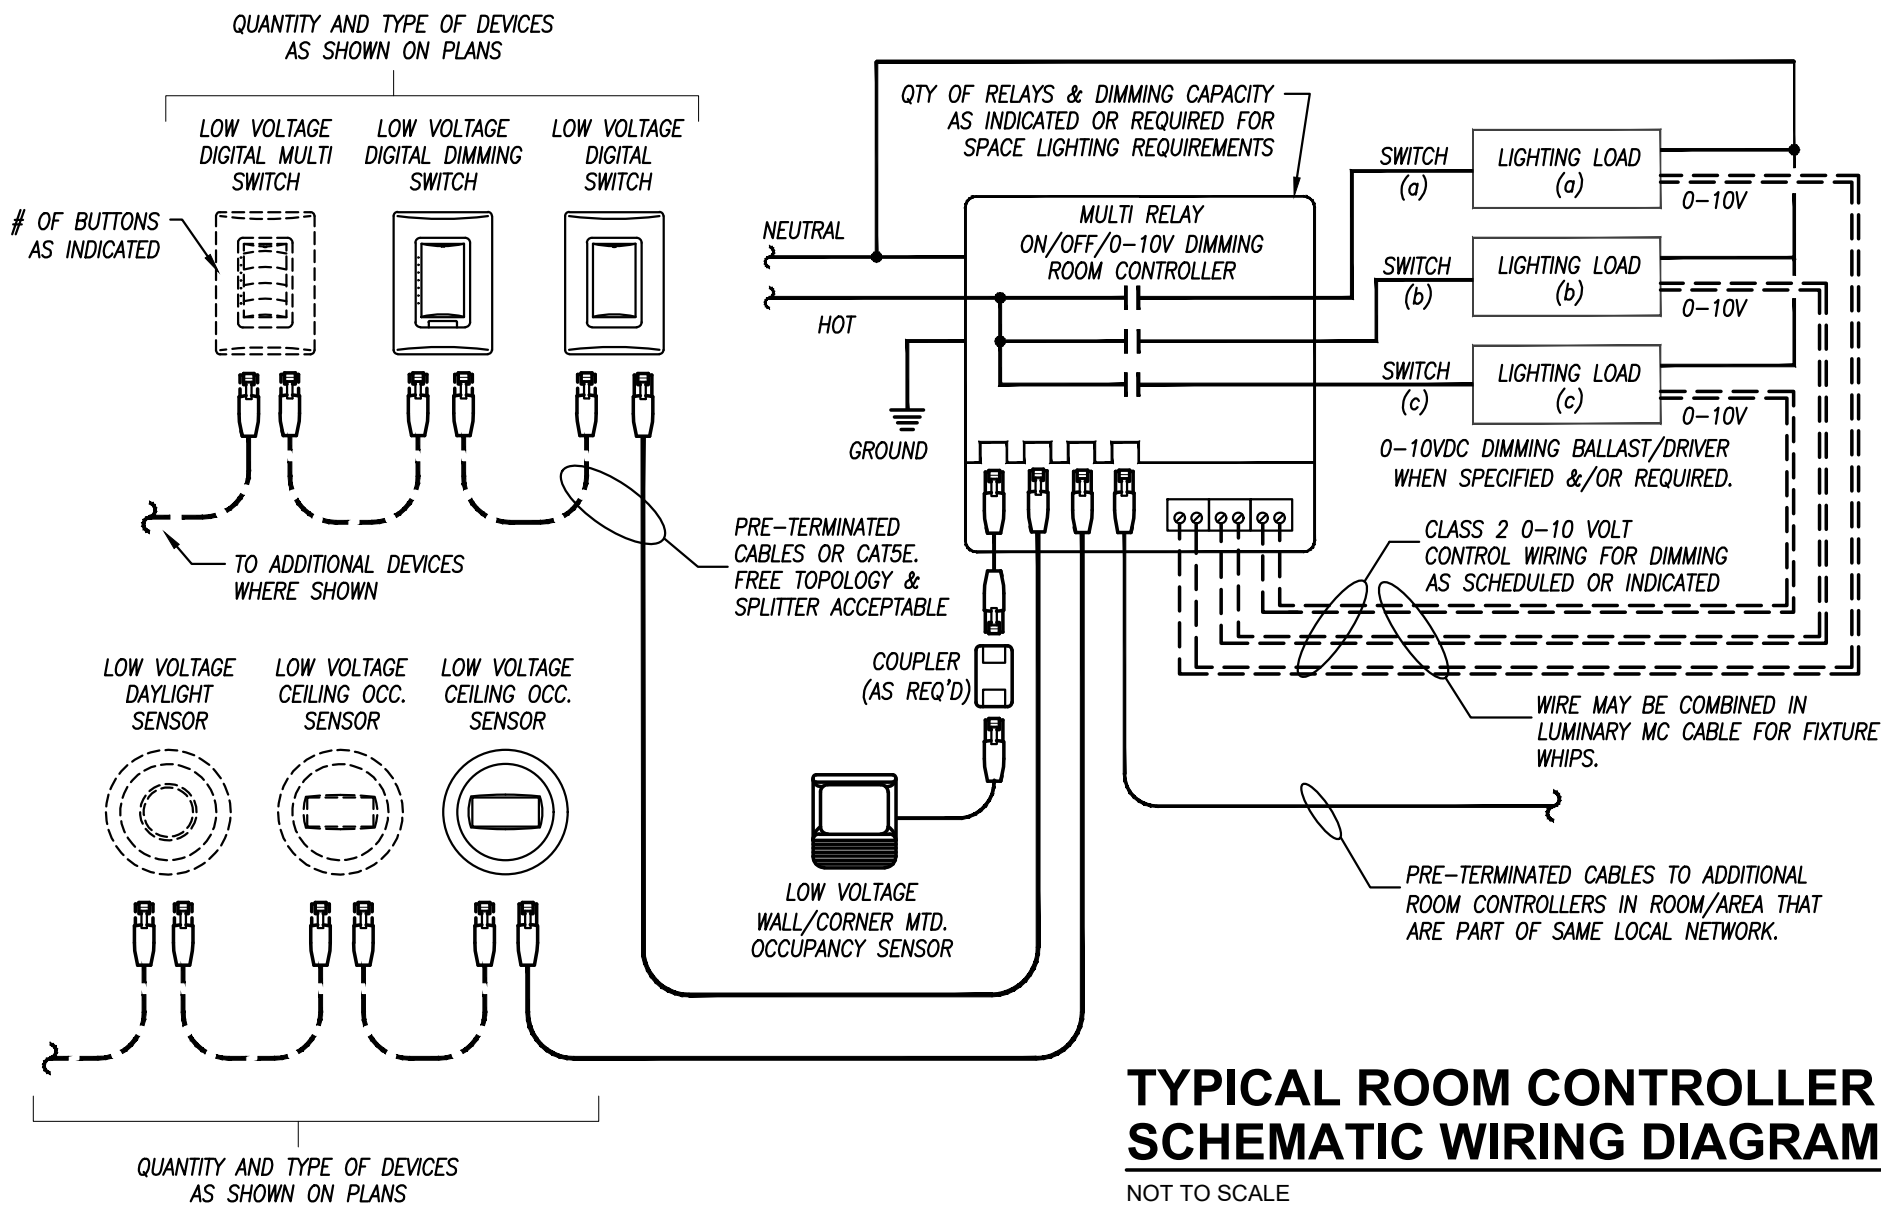 QUANTITY AND TYPE OF DEVICES
AS SHOWN ON PLANS
LOW VOLTAGE
DIGITAL MULTI
SWITCH
LOW VOLTAGE
DIGITAL DIMMING
SWITCH
LOW VOLTAGE
DIGITAL
SWITCH
# OF BUTTONS
AS INDICATED
QTY OF RELAYS & DIMMING CAPACITY
AS INDICATED OR REQUIRED FOR
SPACE LIGHTING REQUIREMENTS
NEUTRAL
HOT
GROUND
MULTI RELAY
ON/OFF/0-10V DIMMING
ROOM CONTROLLER
SWITCH
(a)
LIGHTING LOAD
(a)
0-10V
SWITCH
(b)
LIGHTING LOAD
(b)
0-10V
SWITCH
(c)
LIGHTING LOAD
(c)
0-10V
0-10VDC DIMMING BALLAST/DRIVER
WHEN SPECIFIED &/OR REQUIRED.
CLASS 2 0-10 VOLT
CONTROL WIRING FOR DIMMING
AS SCHEDULED OR INDICATED
TO ADDITIONAL DEVICES
WHERE SHOWN
PRE-TERMINATED
CABLES OR CAT5E.
FREE TOPOLOGY &
SPLITTER ACCEPTABLE
COUPLER
(AS REQ'D)
WIRE MAY BE COMBINED IN
LUMINARY MC CABLE FOR FIXTURE
WHIPS.
LOW VOLTAGE
DAYLIGHT
SENSOR
LOW VOLTAGE
CEILING OCC.
SENSOR
LOW VOLTAGE
CEILING OCC.
SENSOR
LOW VOLTAGE
WALL/CORNER MTD.
OCCUPANCY SENSOR
PRE-TERMINATED CABLES TO ADDITIONAL
ROOM CONTROLLERS IN ROOM/AREA THAT
ARE PART OF SAME LOCAL NETWORK.
QUANTITY AND TYPE OF DEVICES
AS SHOWN ON PLANS
TYPICAL ROOM CONTROLLER
SCHEMATIC WIRING DIAGRAM
NOT TO SCALE